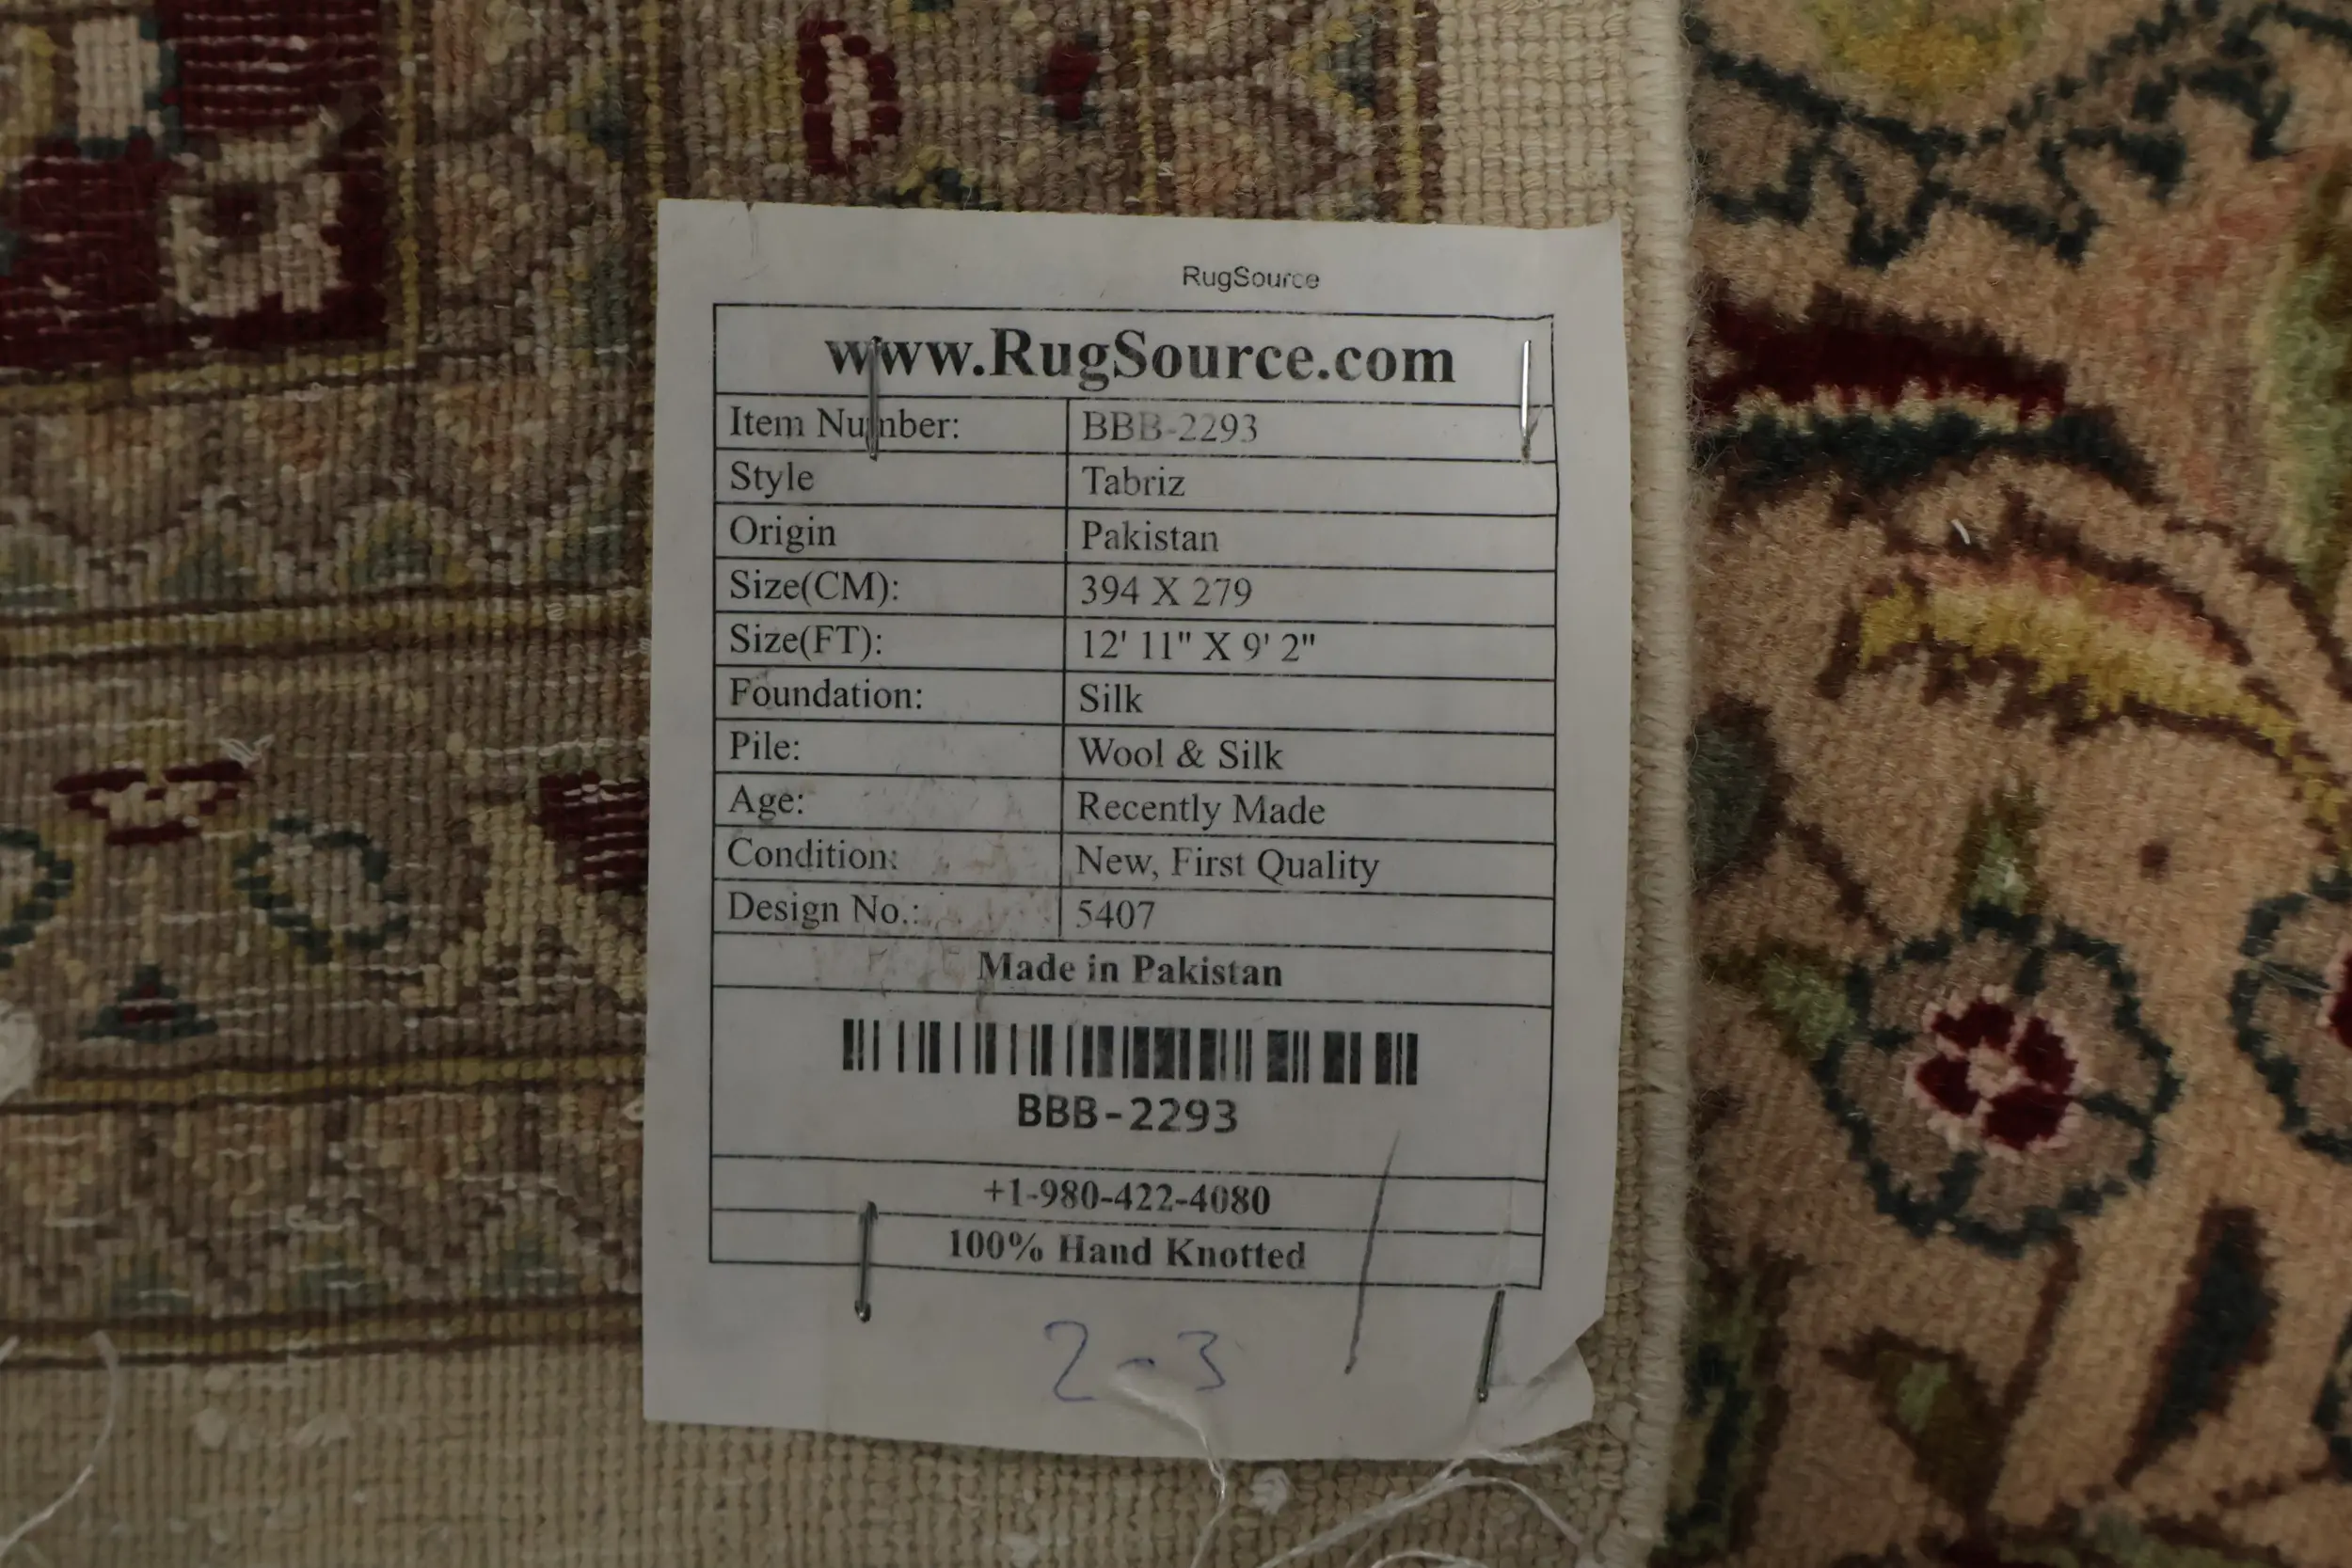 RugSource
www.RugSource.com
Item Number: BBB-2293
Style Tabriz
Origin Pakistan
Size(CM): 394 X 279
Size(FT): 12' 11" X 9' 2"
Foundation: Silk
Pile: Wool & Silk
Age: Recently Made
Condition: New, First Quality
Design No.: 5407
Made in Pakistan
BBB-2293
+1-980-422-4080
100% Hand Knotted
2-3